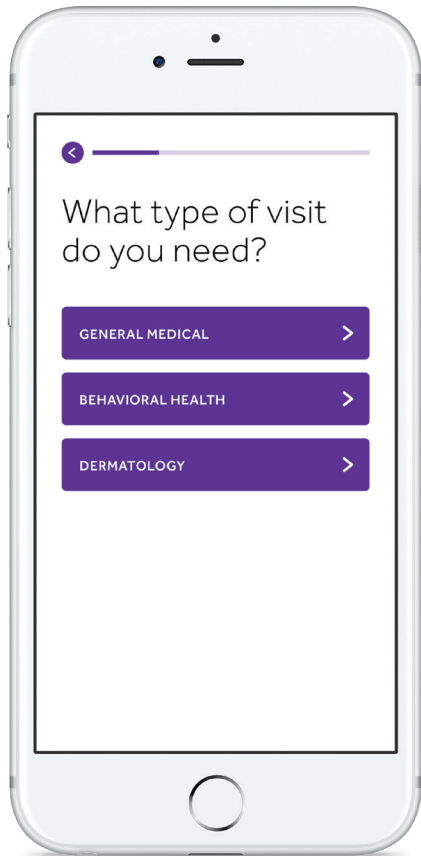 What type of visit
do you need?
GENERAL MEDICAL
BEHAVIORAL HEALTH
DERMATOLOGY